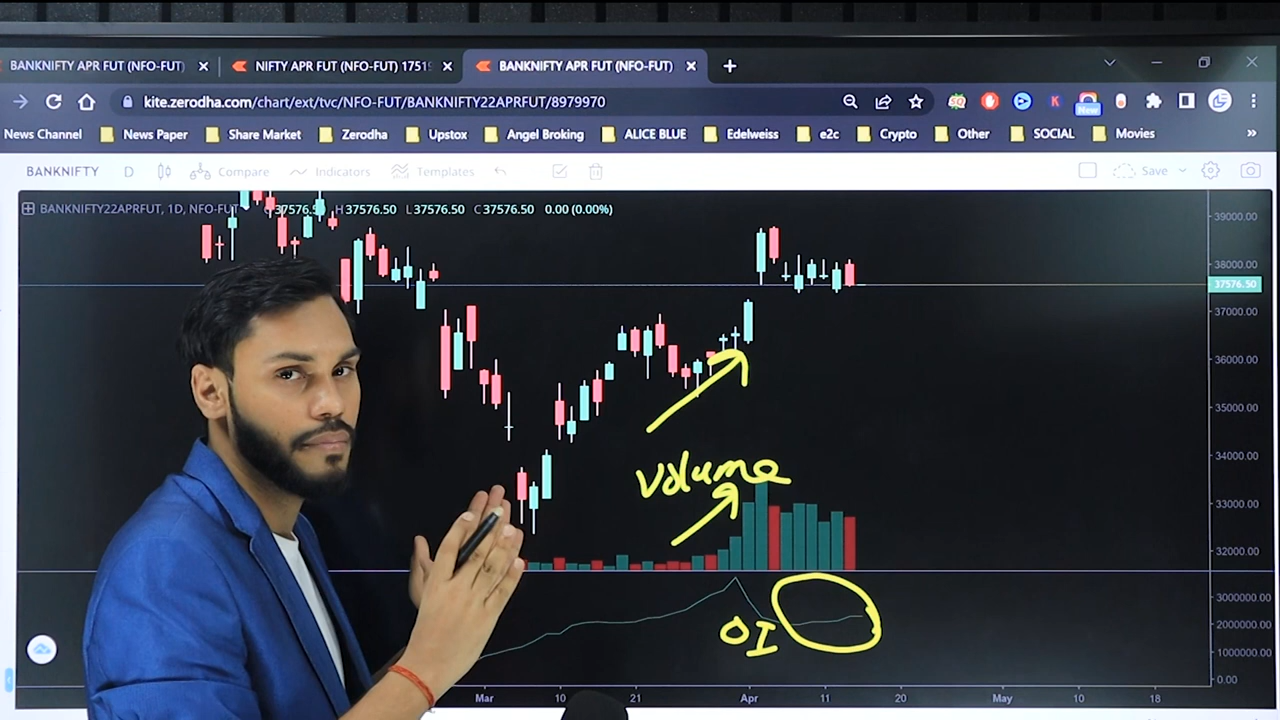 BANKNIFTY APR FUT (NFO-FUT)
NIFTY APR FUT (NFO-FUT) 1751
BANKNIFTY APR FUT (NFO-FUT)
kite.zerodha.com/chart/ext/tvc/NFO-FUT/BANKNIFTY22APRFUT/8979970
New
News Channel News Paper Share Market Zerodha Upstox Angel Broking ALICE BLUE Edelweiss e2c Crypto Other SOCIAL Movies »
BANKNIFTY D Compare Indicators Templates Save
BANKNIFTY22APRFUT, 1D, NFO-FUT 37576.50 H37576.50 L37576.50 C37576.50 0.00 (0.00%)
39000.00
38000.00
37576.50
37000.00
36000.00
35000.00
34000.00
33000.00
32000.00
volume
OI
3000000.00
2000000.00
1000000.00
0.00
Mar 10 21 Apr 11 20 May 10 18